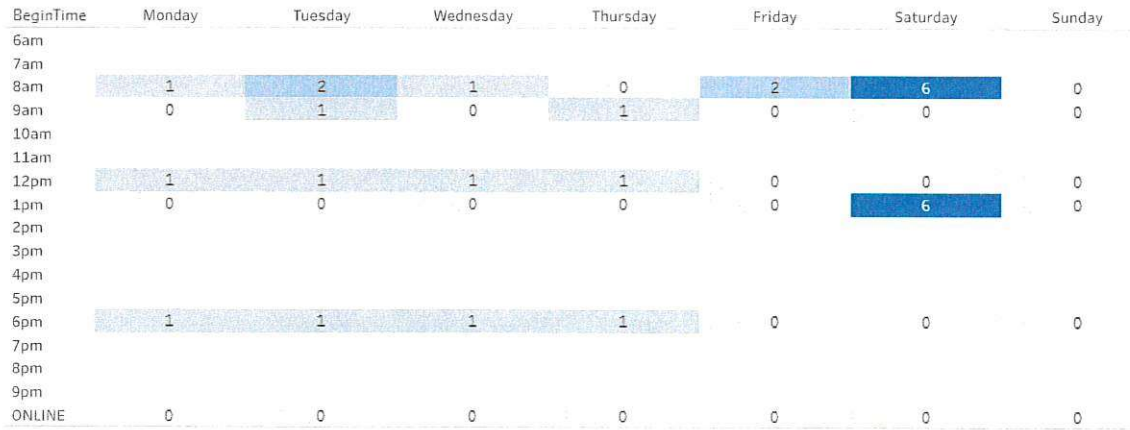 BeginTime Monday Tuesday Wednesday Thursday Friday Saturday Sunday
6am
7am
8am 1 2 1 0 2 6 0
9am 0 1 0 1 0 0 0
10am
11am
12pm 1 1 1 1 0 0 0
1pm 0 0 0 0 0 6 0
2pm
3pm
4pm
5pm
6pm 1 1 1 1 0 0 0
7pm
8pm
9pm
ONLINE 0 0 0 0 0 0 0